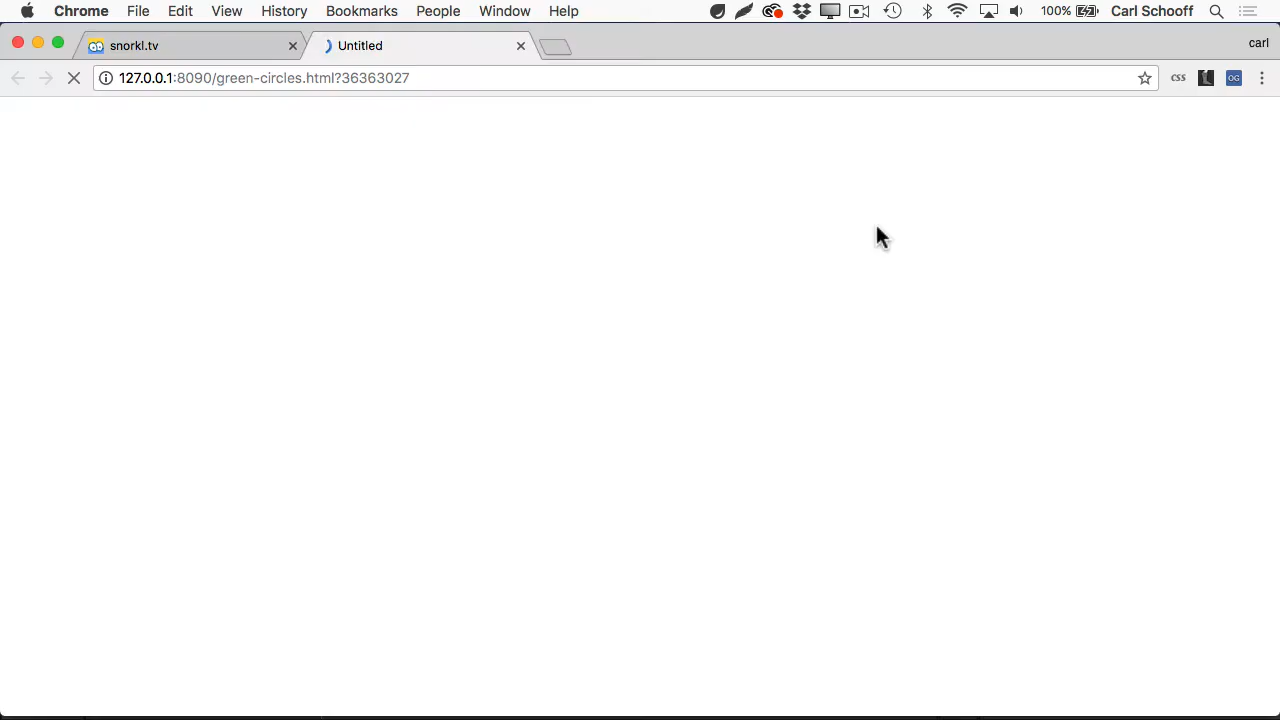 Chrome File Edit View History Bookmarks People Window Help 100% Carl Schooff
snorkl.tv Untitled carl
127.0.0.1:8090/green-circles.html?36363027 css OG